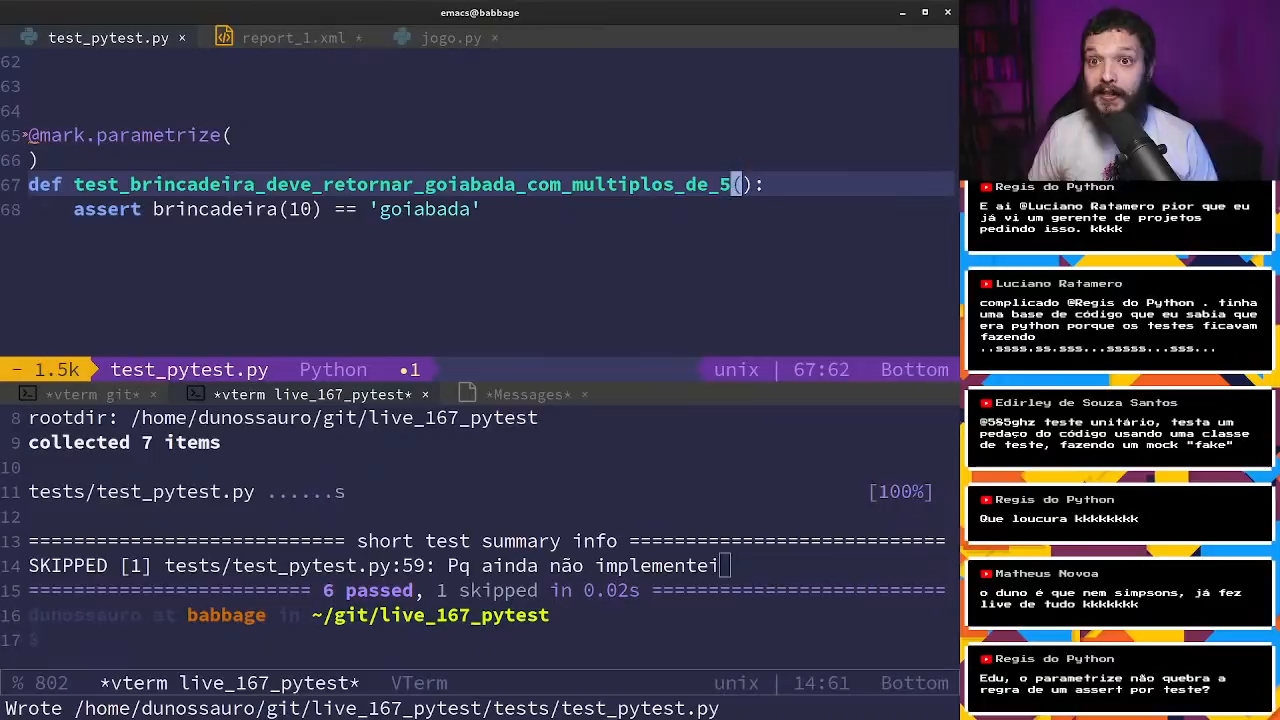 emacs@babbage
test_pytest.py × report_1.xml * jogo.py ×
62
63
64
65 @mark.parametrize(
66 )
67 def test_brincadeira_deve_retornar_goiabada_com_multiplos_de_5():
68 assert brincadeira(10) == 'goiabada'
- 1.5k test_pytest.py Python •1 unix | 67:62 Bottom
*vterm git* × *vterm live_167_pytest* × *Messages* ×
8 rootdir: /home/dunossauro/git/live_167_pytest
9 collected 7 items
10
11 tests/test_pytest.py ......s [100%]
12
13 ============================ short test summary info ============================
14 SKIPPED [1] tests/test_pytest.py:59: Pq ainda não implementei
15 ========================= 6 passed, 1 skipped in 0.02s ==========================
16 dunossauro at babbage in ~/git/live_167_pytest
17 $
% 802 *vterm live_167_pytest* VTerm unix | 14:61 Bottom
Wrote /home/dunossauro/git/live_167_pytest/tests/test_pytest.py
Regis do Python
E ai @Luciano Ratamero pior que eu
já vi um gerente de projetos
pedindo isso. kkkk
Luciano Ratamero
complicado @Regis do Python . tinha
uma base de código que eu sabia que
era python porque os testes ficavam
fazendo
..ssss.ss.sss...sssss...sss...
Edirley de Souza Santos
@585ghz teste unitário, testa um
pedaço do código usando uma classe
de teste, fazendo um mock "fake"
Regis do Python
Que loucura kkkkkkkk
Matheus Novoa
o duno é que nem simpsons, já fez
live de tudo kkkkkkk
Regis do Python
Edu, o parametrize não quebra a
regra de um assert por teste?